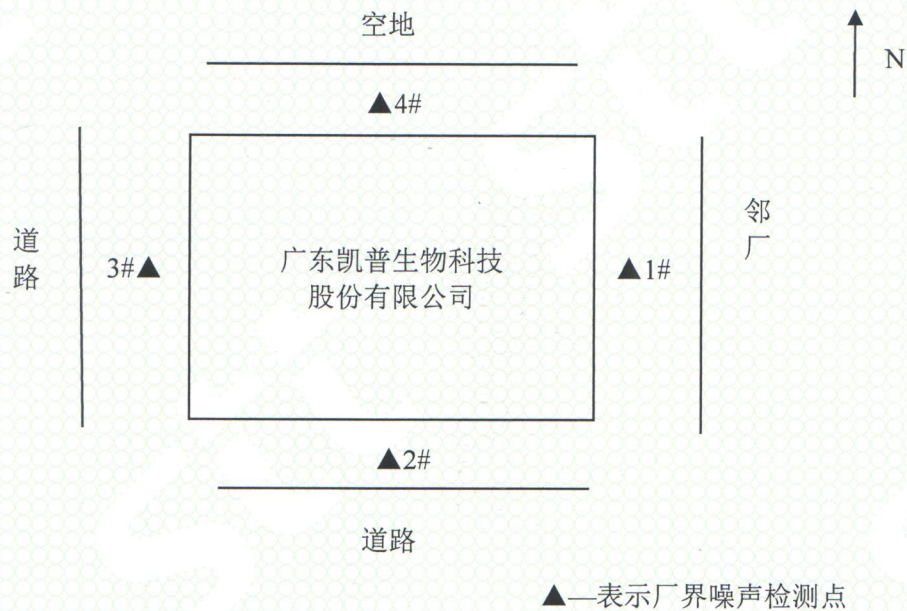 空地
N
▲4#
道路
3#▲
广东凯普生物科技
股份有限公司
▲1#
邻厂
▲2#
道路
▲—表示厂界噪声检测点